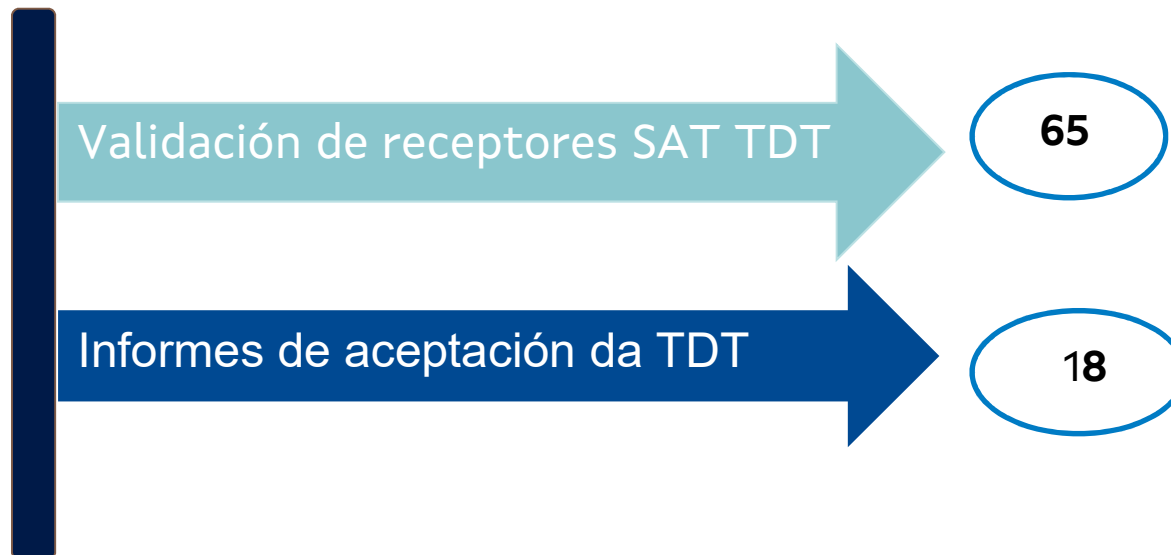 Validación de receptores SAT TDT
65
Informes de aceptación da TDT
18